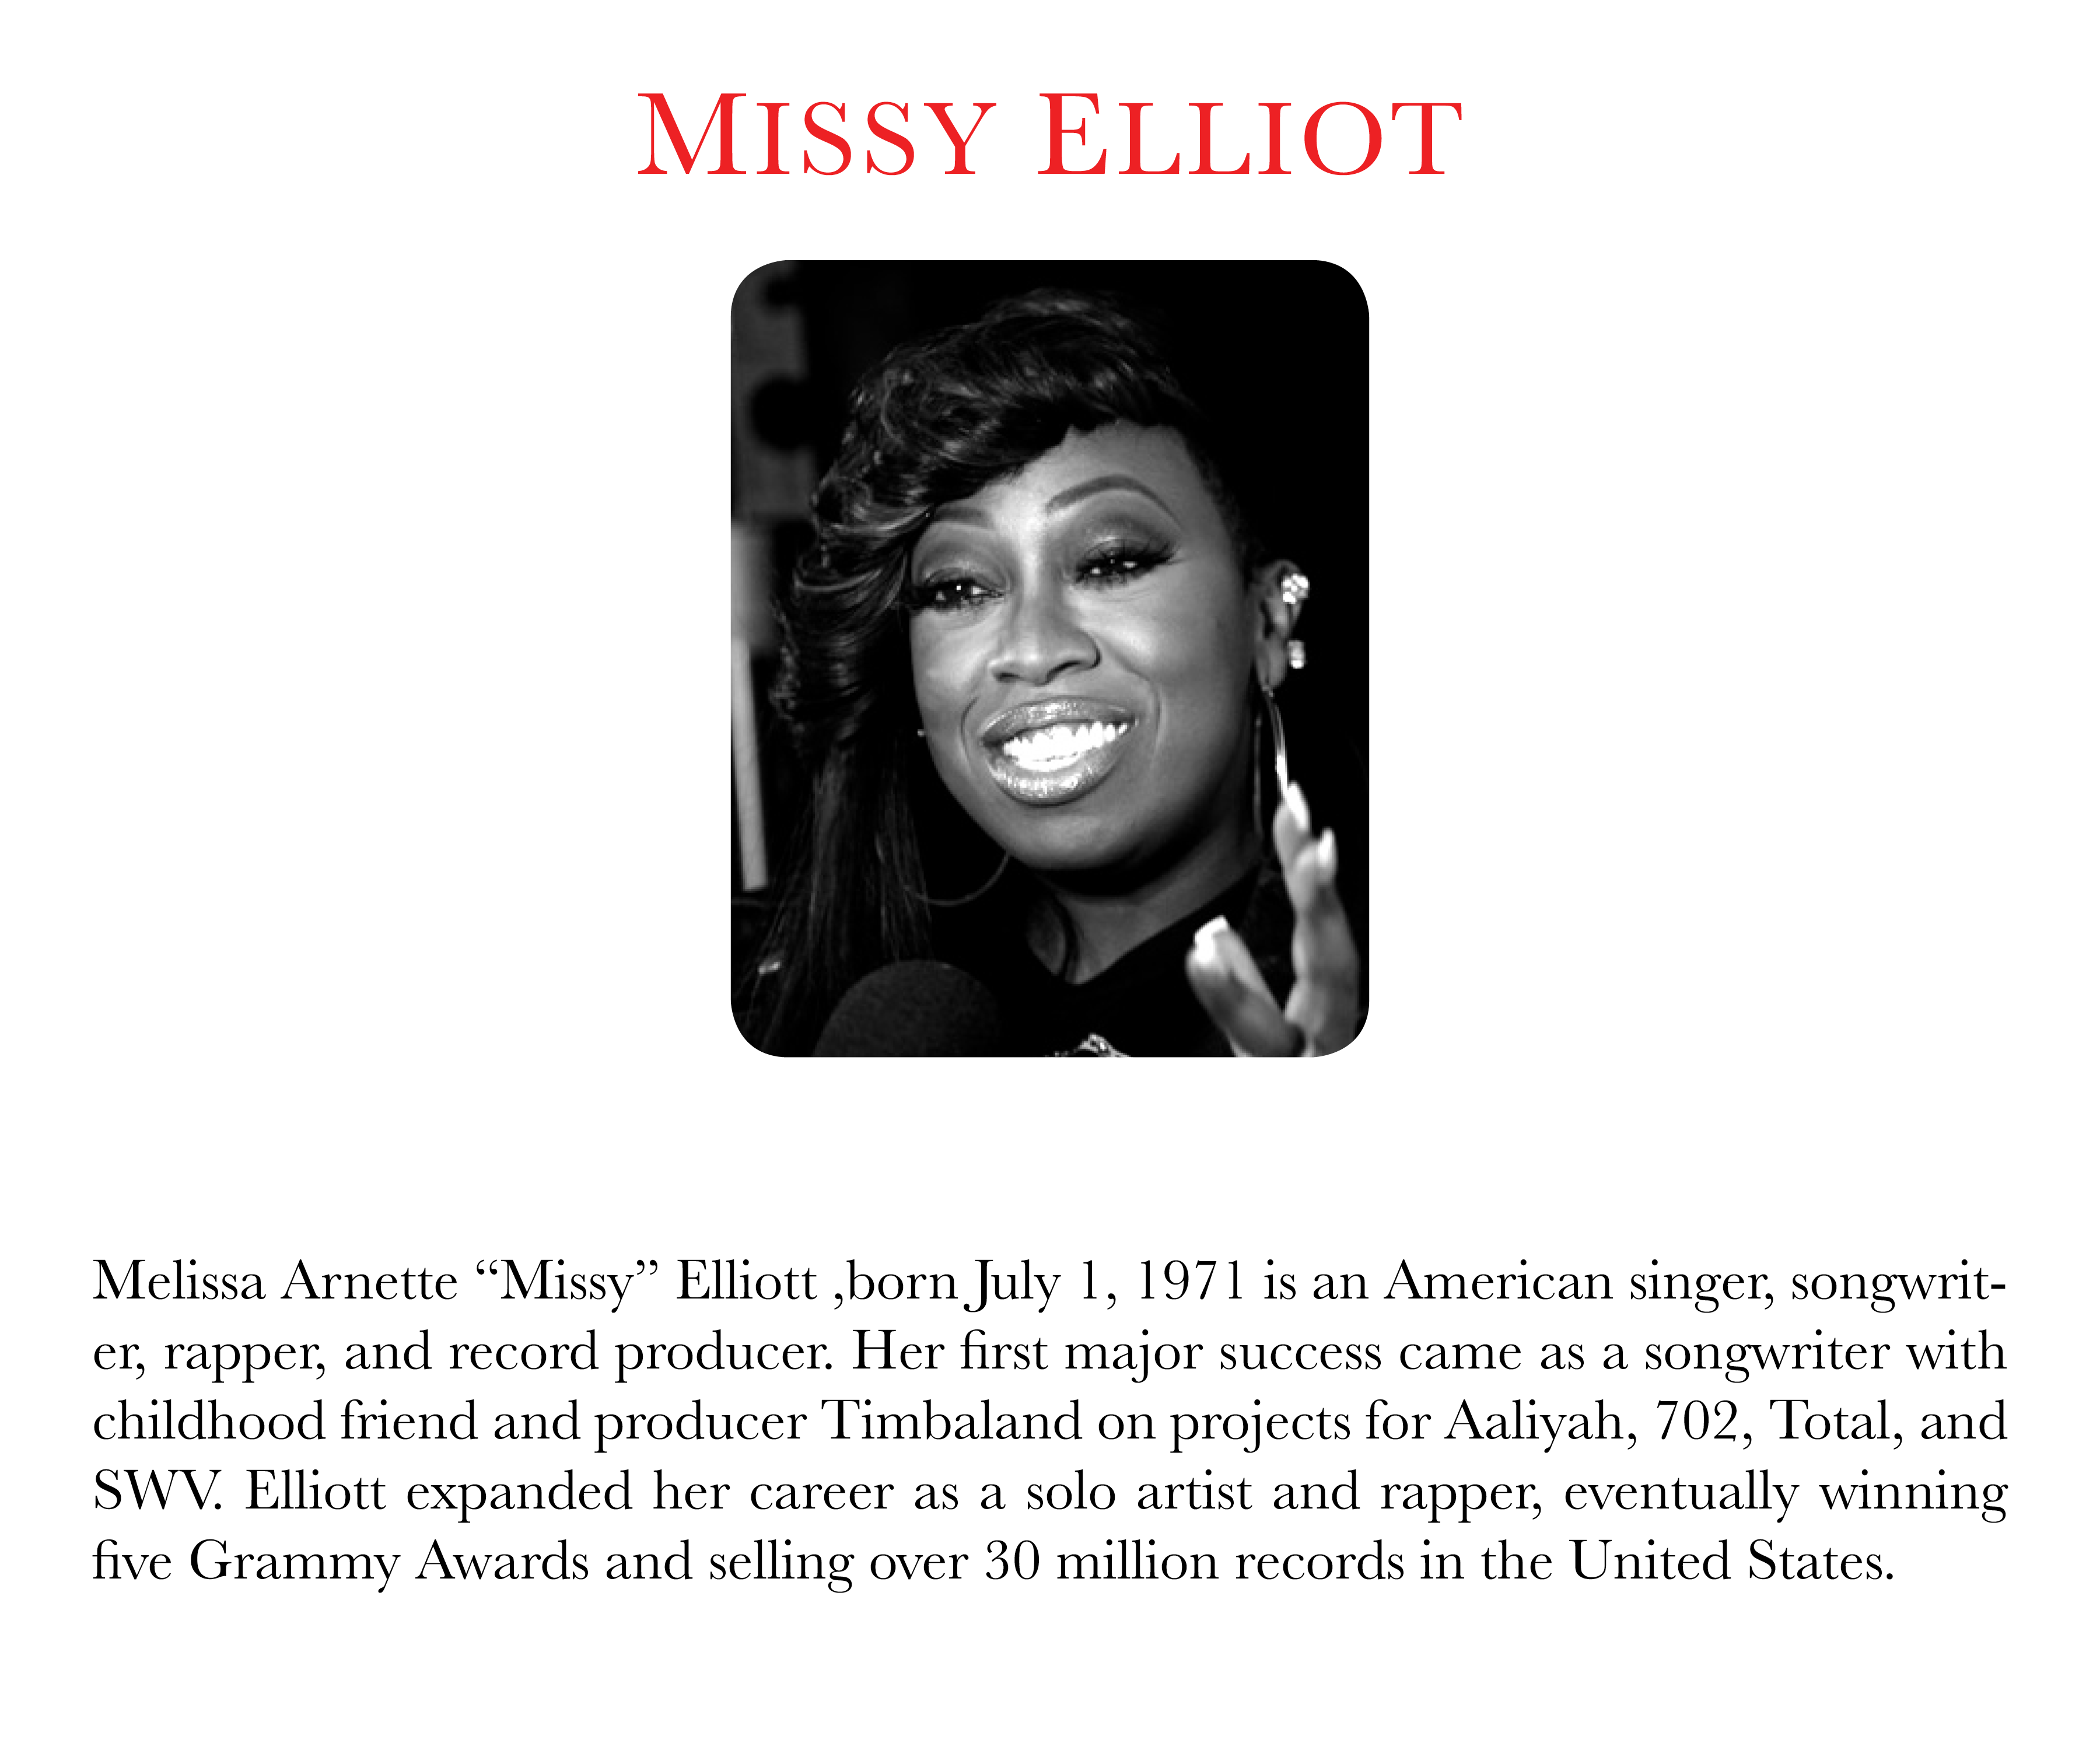 MISSY ELLIOT
Melissa Arnette “Missy” Elliott ,born July 1, 1971 is an American singer, songwrit-
er, rapper, and record producer. Her first major success came as a songwriter with
childhood friend and producer Timbaland on projects for Aaliyah, 702, Total, and
SWV. Elliott expanded her career as a solo artist and rapper, eventually winning
five Grammy Awards and selling over 30 million records in the United States.